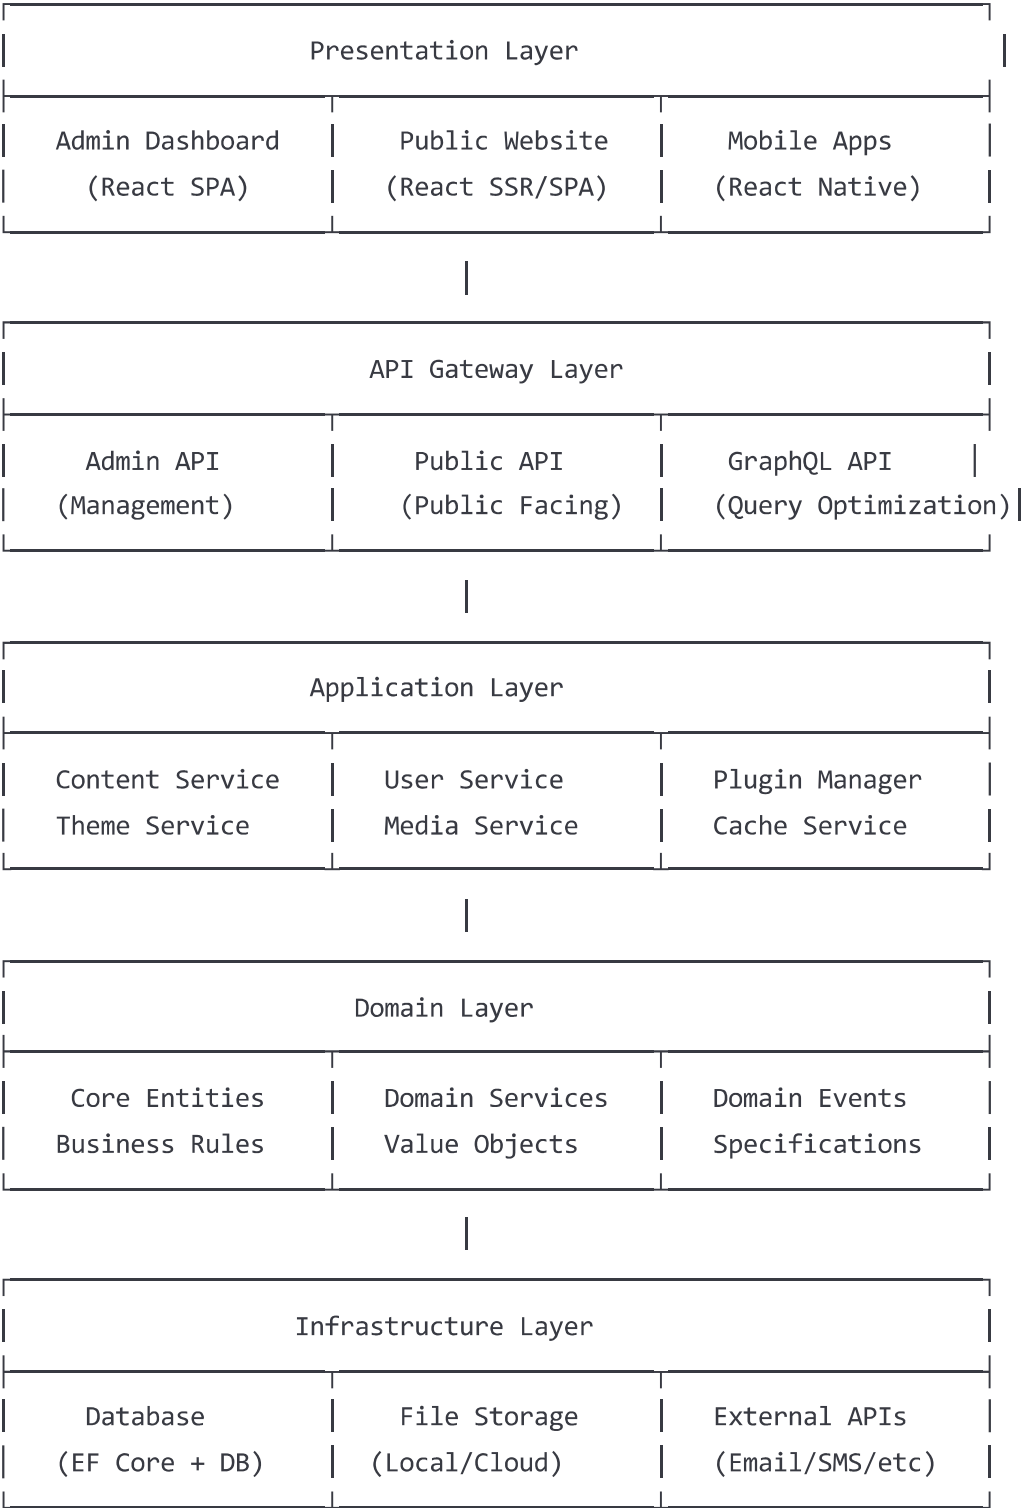 Presentation Layer
Admin Dashboard Public Website Mobile Apps
(React SPA) (React SSR/SPA) (React Native)
API Gateway Layer
Admin API Public API GraphQL API
(Management) (Public Facing) (Query Optimization)
Application Layer
Content Service User Service Plugin Manager
Theme Service Media Service Cache Service
Domain Layer
Core Entities Domain Services Domain Events
Business Rules Value Objects Specifications
Infrastructure Layer
Database File Storage External APIs
(EF Core + DB) (Local/Cloud) (Email/SMS/etc)